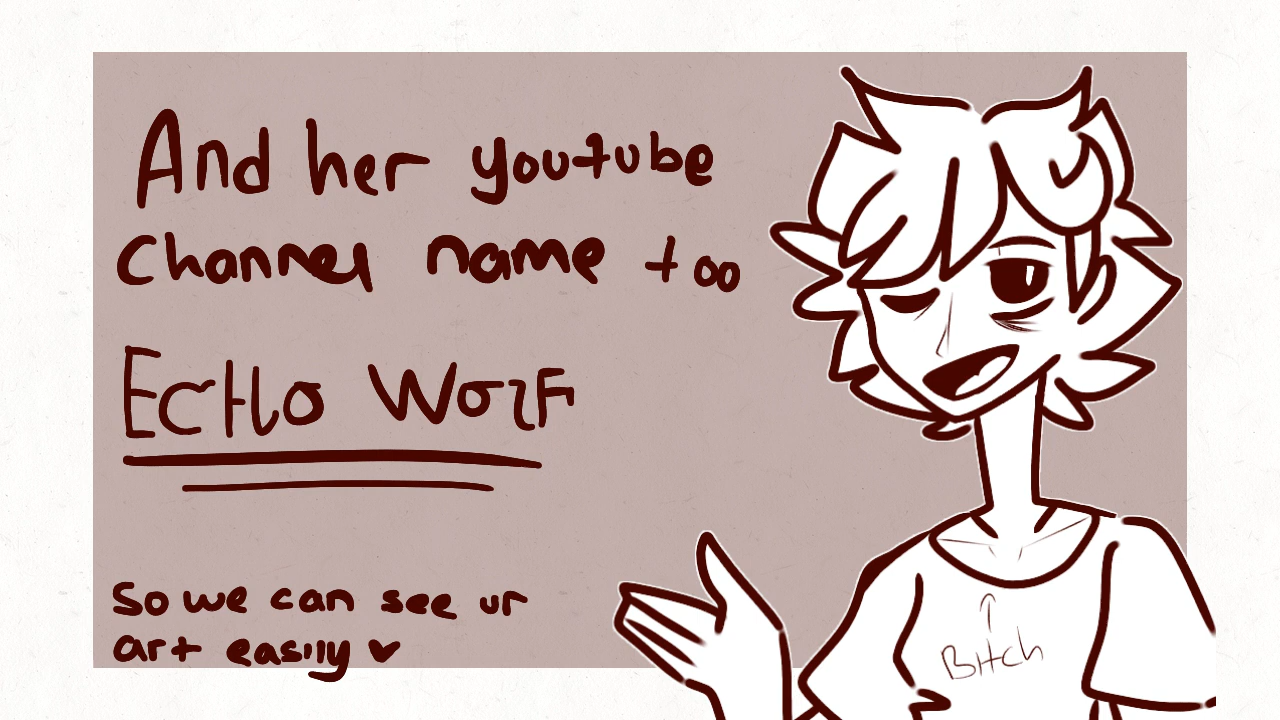 And her youtube
Channel name too
EcHo Wolf
So we can see ur
art easily ♥
↑
Bitch